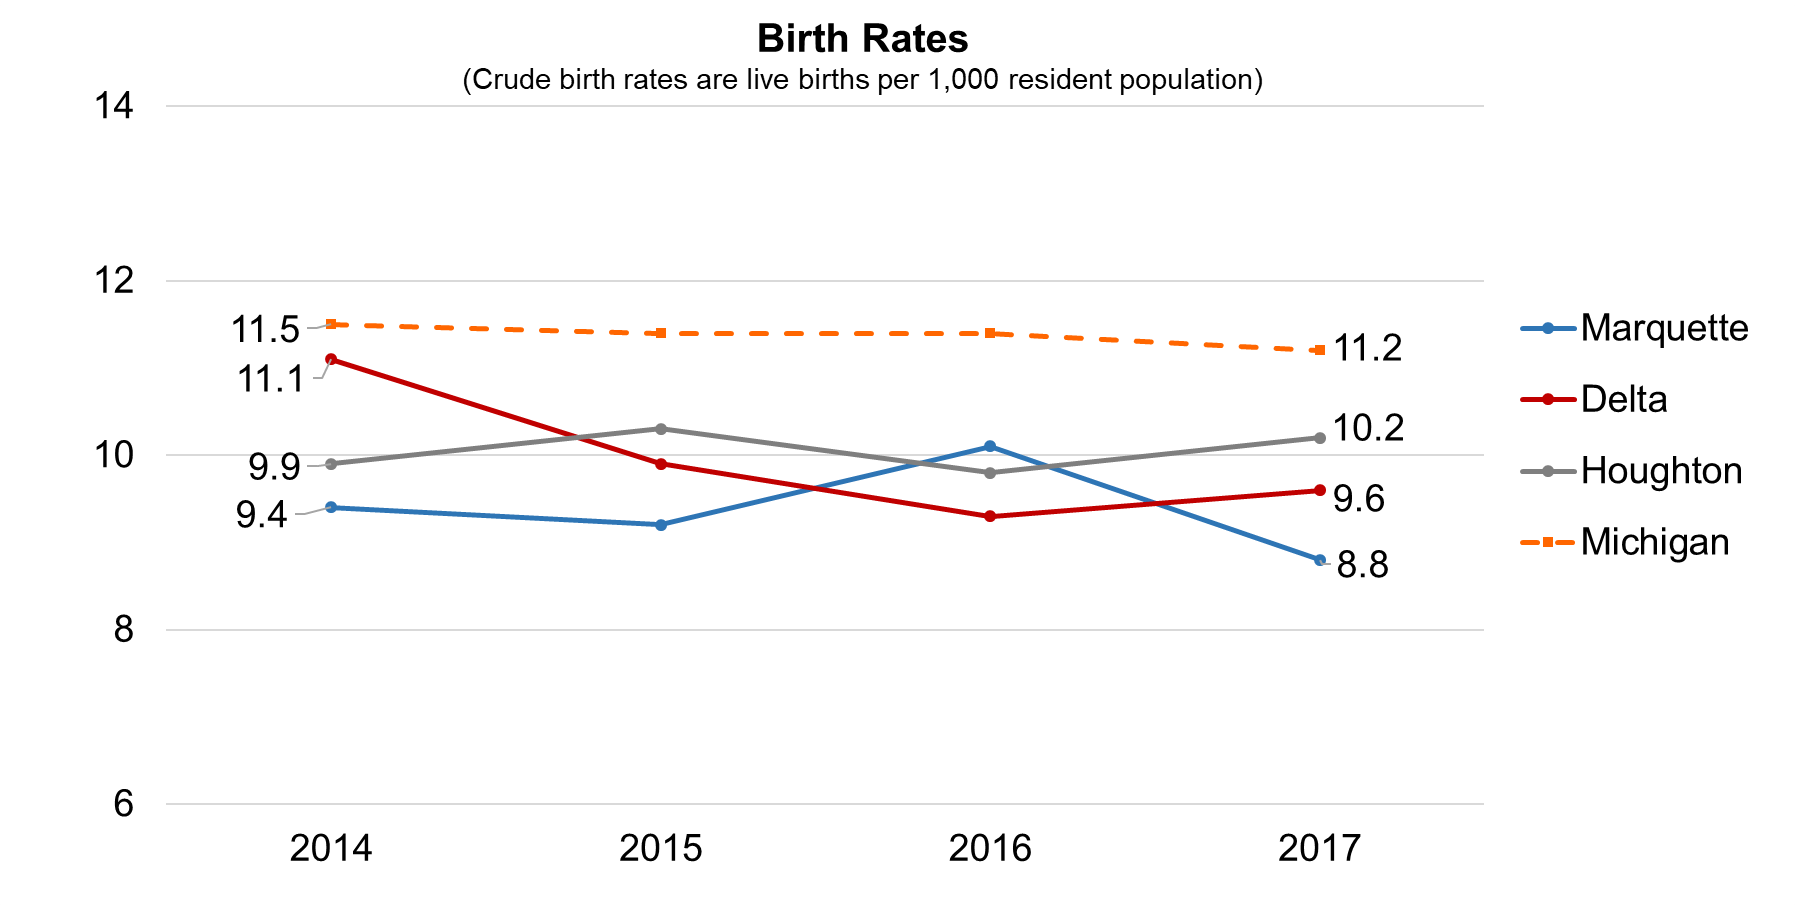 Birth Rates
(Crude birth rates are live births per 1,000 resident population)
14
12
10
8
6
11.5
11.1
9.9
9.4
11.2
10.2
9.6
8.8
2014
2015
2016
2017
Marquette
Delta
Houghton
Michigan